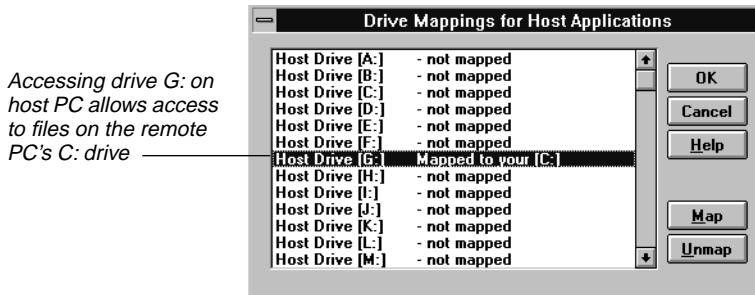 Drive Mappings for Host Applications
Accessing drive G: on
host PC allows access
to files on the remote
PC's C: drive
Host Drive [A:] - not mapped
Host Drive [B:] - not mapped
Host Drive [C:] - not mapped
Host Drive [D:] - not mapped
Host Drive [E:] - not mapped
Host Drive [F:] - not mapped
Host Drive [G:] Mapped to your [C:]
Host Drive [H:] - not mapped
Host Drive [I:] - not mapped
Host Drive [J:] - not mapped
Host Drive [K:] - not mapped
Host Drive [L:] - not mapped
Host Drive [M:] - not mapped
OK
Cancel
Help
Map
Unmap